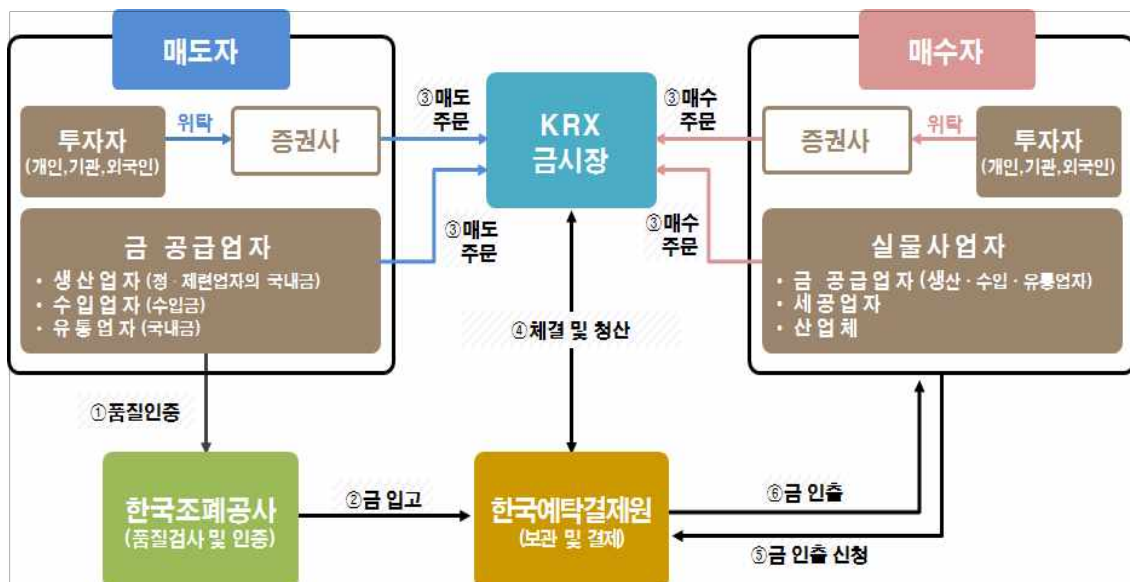 매도자
매수자
투자자
(개인,기관,외국인)
위탁
증권사
③매도
주문
KRX
금시장
③매수
주문
증권사
위탁
투자자
(개인,기관,외국인)
금 공급업자
• 생산업자 (정 · 제련업자의 국내금)
• 수입업자 (수입금)
• 유통업자 (국내금)
③매도
주문
③매수
주문
실물사업자
• 금 공급업자 (생산 · 수입 · 유통업자)
• 세공업자
• 산업체
④체결 및 청산
①품질인증
한국조폐공사
(품질검사 및 인증)
②금 입고
한국예탁결제원
(보관 및 결제)
⑥금 인출
⑤금 인출 신청